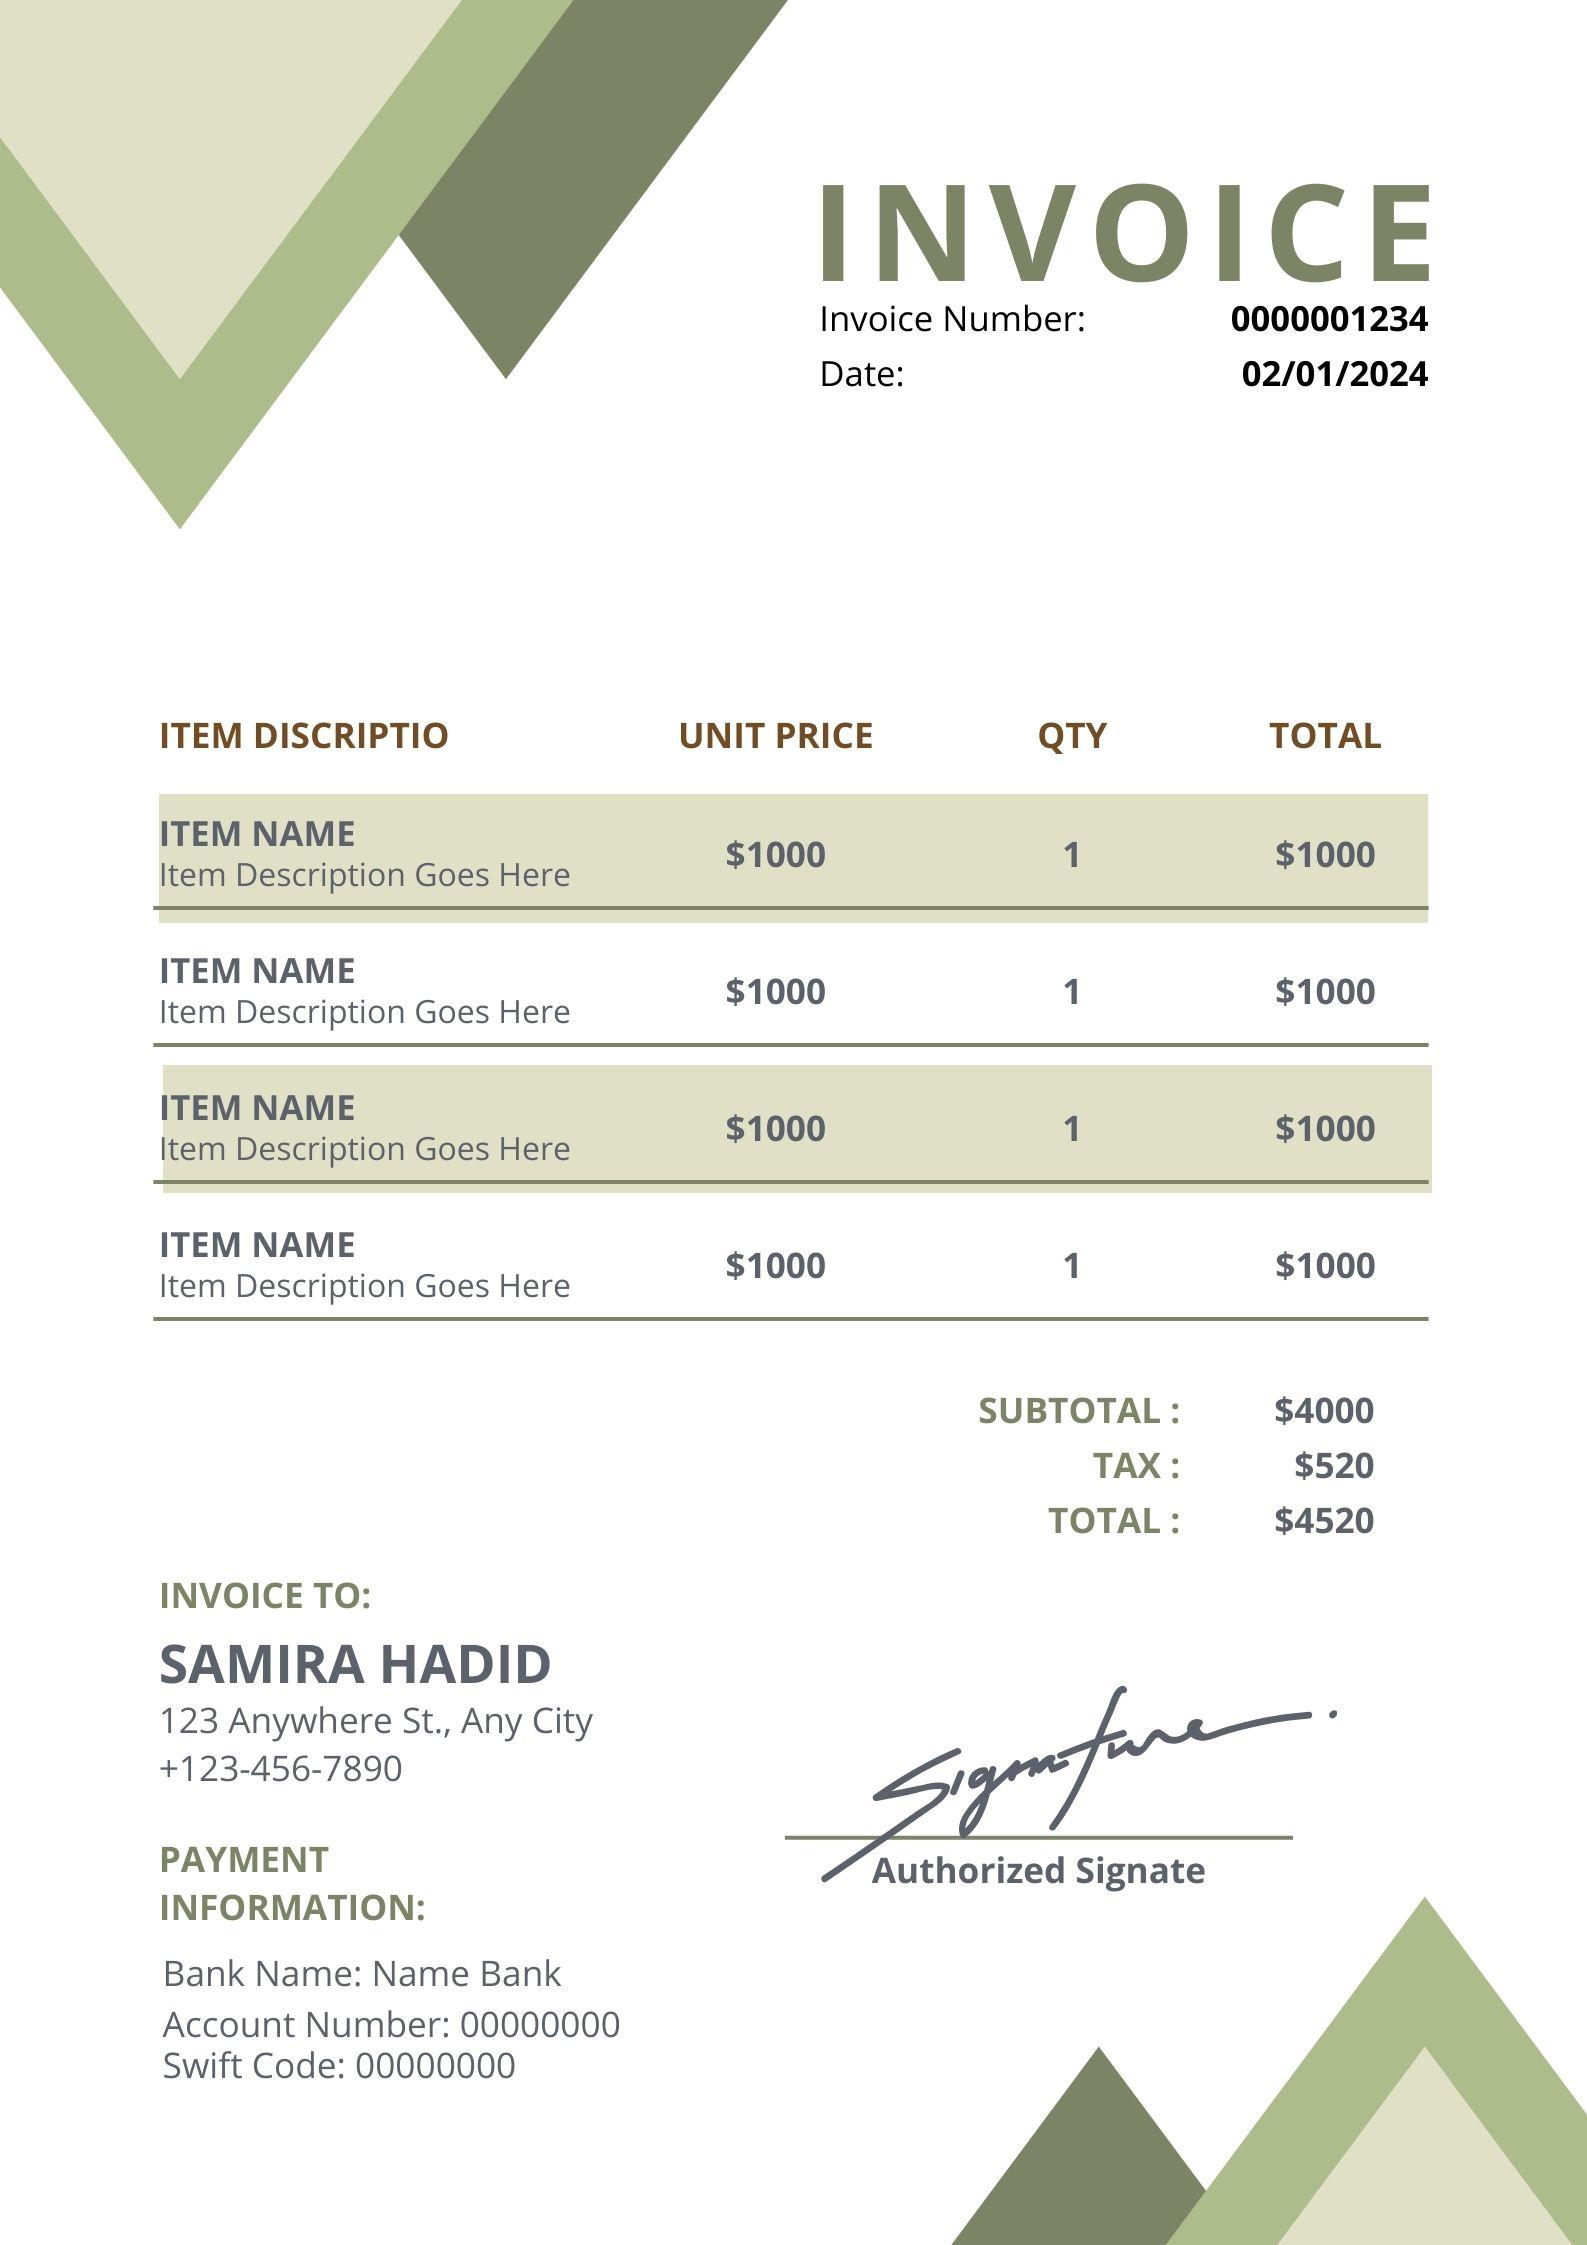 INVOICE
Invoice Number: 0000001234
Date: 02/01/2024
ITEM DISCRIPTIO UNIT PRICE QTY TOTAL
ITEM NAME
Item Description Goes Here
$1000 1 $1000
ITEM NAME
Item Description Goes Here
$1000 1 $1000
ITEM NAME
Item Description Goes Here
$1000 1 $1000
ITEM NAME
Item Description Goes Here
$1000 1 $1000
SUBTOTAL : $4000
TAX : $520
TOTAL : $4520
INVOICE TO:
SAMIRA HADID
123 Anywhere St., Any City
+123-456-7890
Signature
Authorized Signate
PAYMENT
INFORMATION:
Bank Name: Name Bank
Account Number: 00000000
Swift Code: 00000000